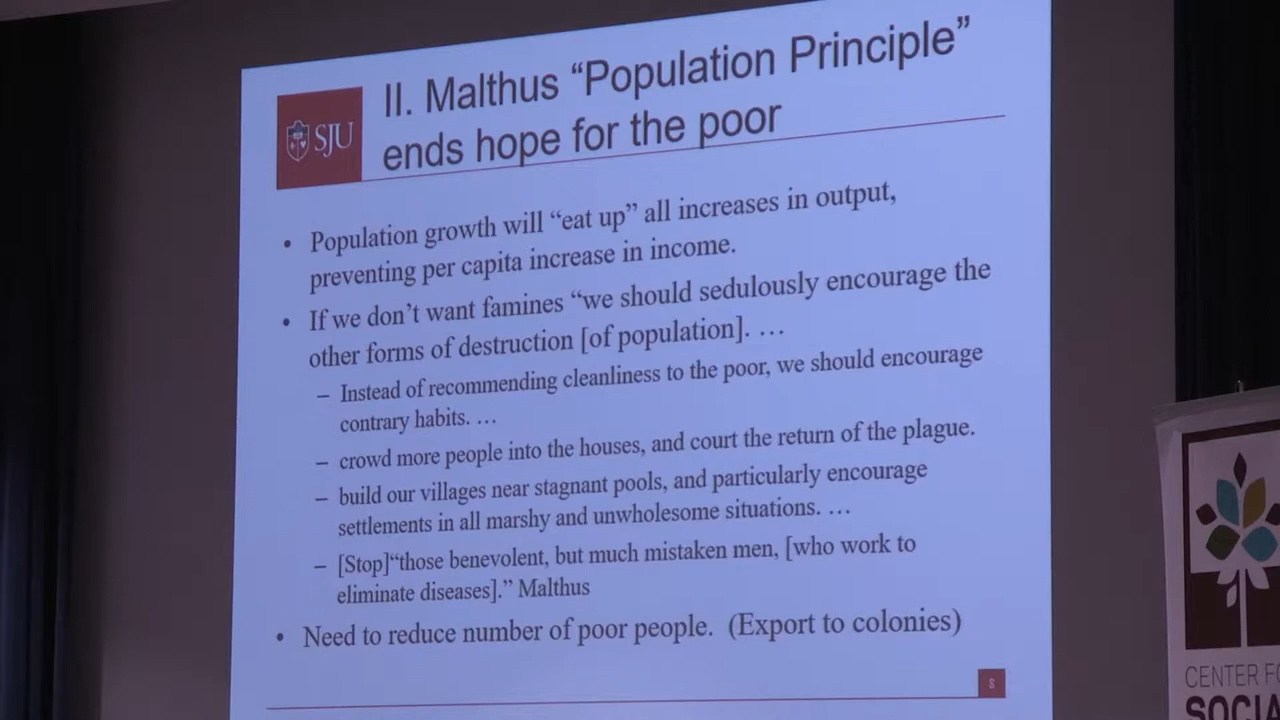 II. Malthus “Population Principle”
ends hope for the poor
SJU
• Population growth will “eat up” all increases in output,
preventing per capita increase in income.
• If we don’t want famines “we should sedulously encourage the
other forms of destruction [of population]. …
– Instead of recommending cleanliness to the poor, we should encourage
contrary habits. …
– crowd more people into the houses, and court the return of the plague.
– build our villages near stagnant pools, and particularly encourage
settlements in all marshy and unwholesome situations. …
– [Stop]“those benevolent, but much mistaken men, [who work to
eliminate diseases].” Malthus
• Need to reduce number of poor people. (Export to colonies)
CENTER
SOCIA